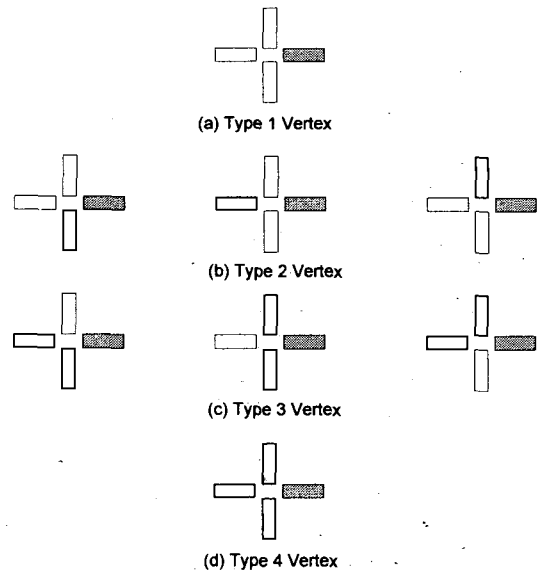 (a) Type 1 Vertex
(b) Type 2 Vertex
(c) Type 3 Vertex
(d) Type 4 Vertex